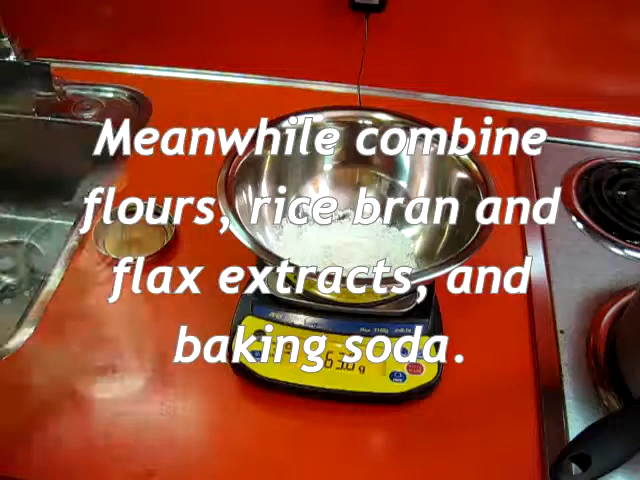 Meanwhile combine
flours, rice bran and
flax extracts, and
baking soda.